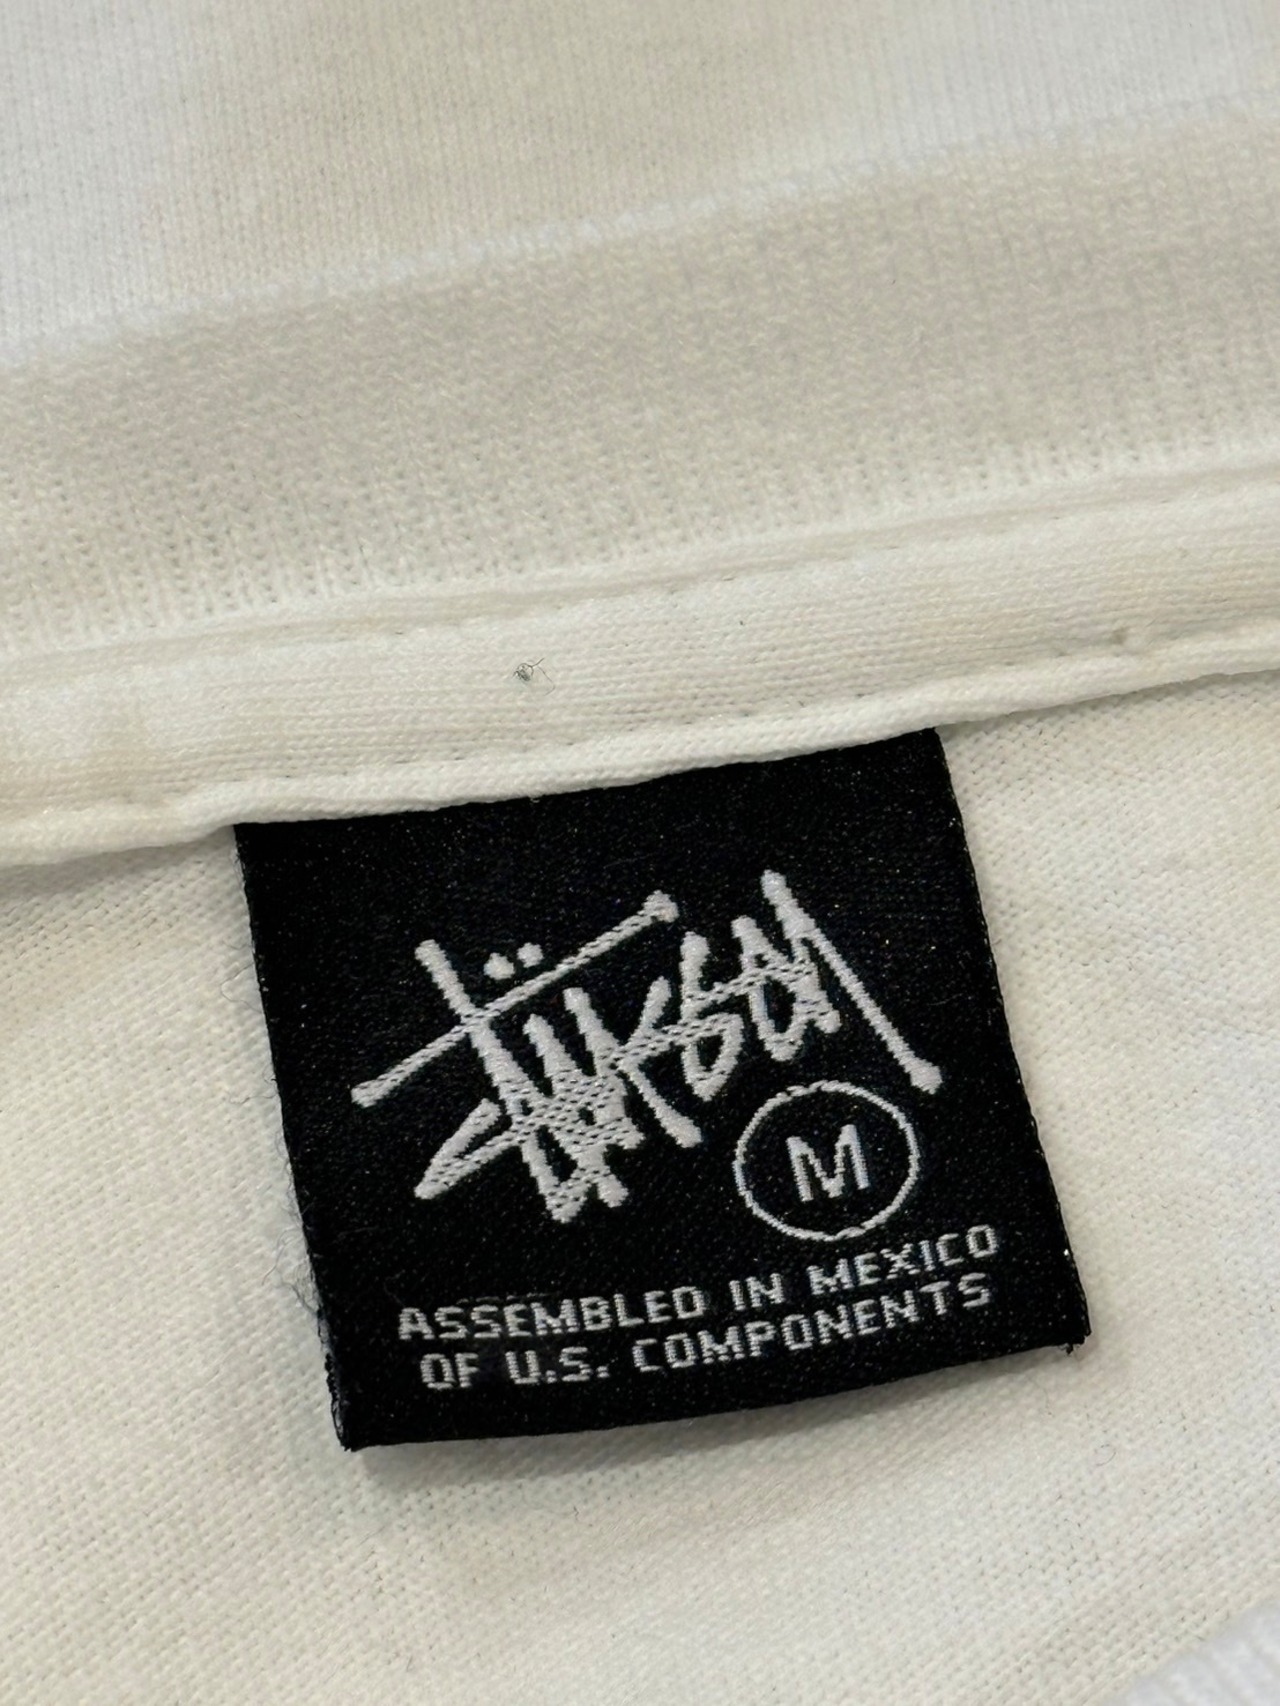 Stüssy
M
ASSEMBLED IN MEXICO
OF U.S. COMPONENTS